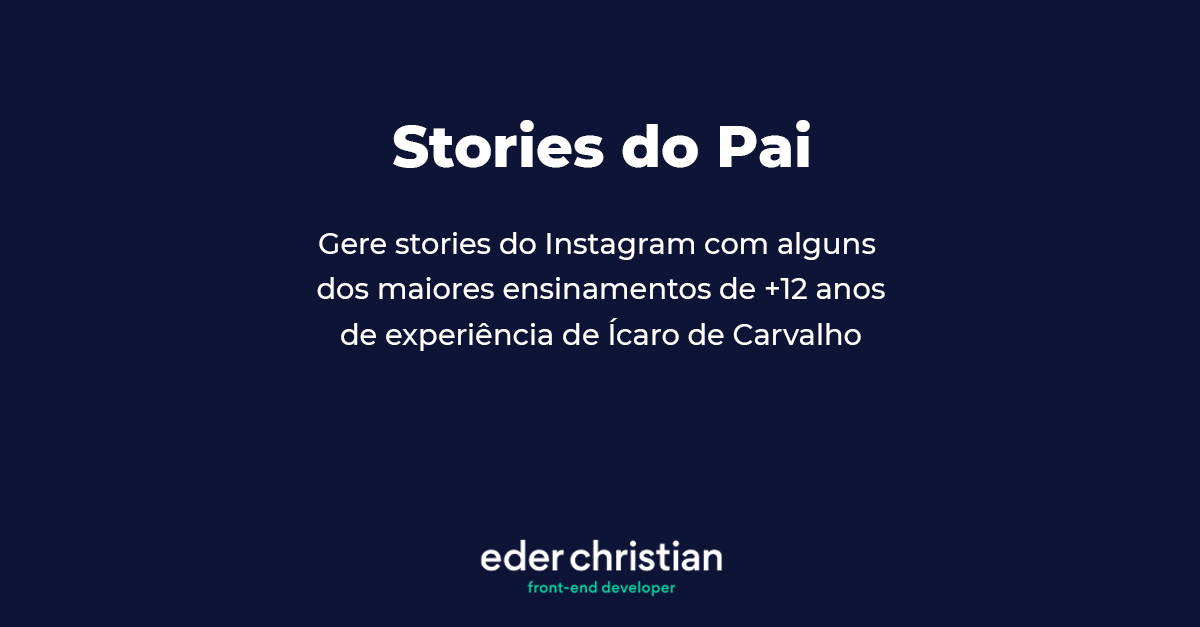 Stories do Pai
Gere stories do Instagram com alguns
dos maiores ensinamentos de +12 anos
de experiência de Ícaro de Carvalho
eder christian
front-end developer